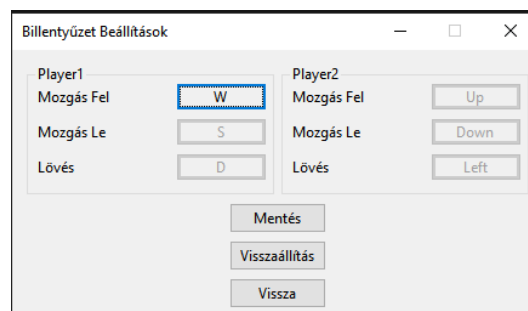 Billentyűzet Beállítások
Player1
Mozgás Fel W
Mozgás Le S
Lövés D
Player2
Mozgás Fel Up
Mozgás Le Down
Lövés Left
Mentés
Visszaállítás
Vissza